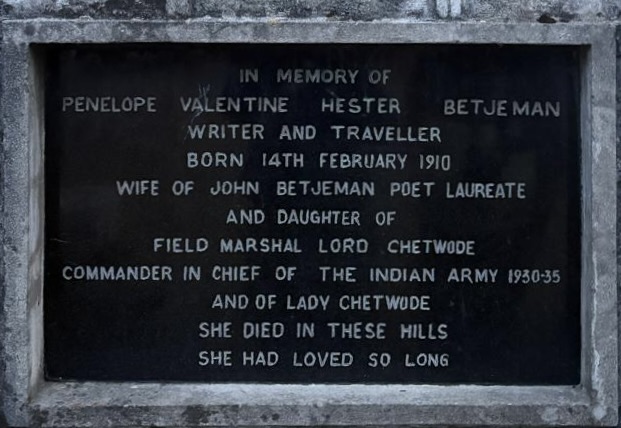 IN MEMORY OF
PENELOPE VALENTINE HESTER BETJEMAN
WRITER AND TRAVELLER
BORN 14TH FEBRUARY 1910
WIFE OF JOHN BETJEMAN POET LAUREATE
AND DAUGHTER OF
FIELD MARSHAL LORD CHETWODE
COMMANDER IN CHIEF OF THE INDIAN ARMY 1930-35
AND OF LADY CHETWODE
SHE DIED IN THESE HILLS
SHE HAD LOVED SO LONG